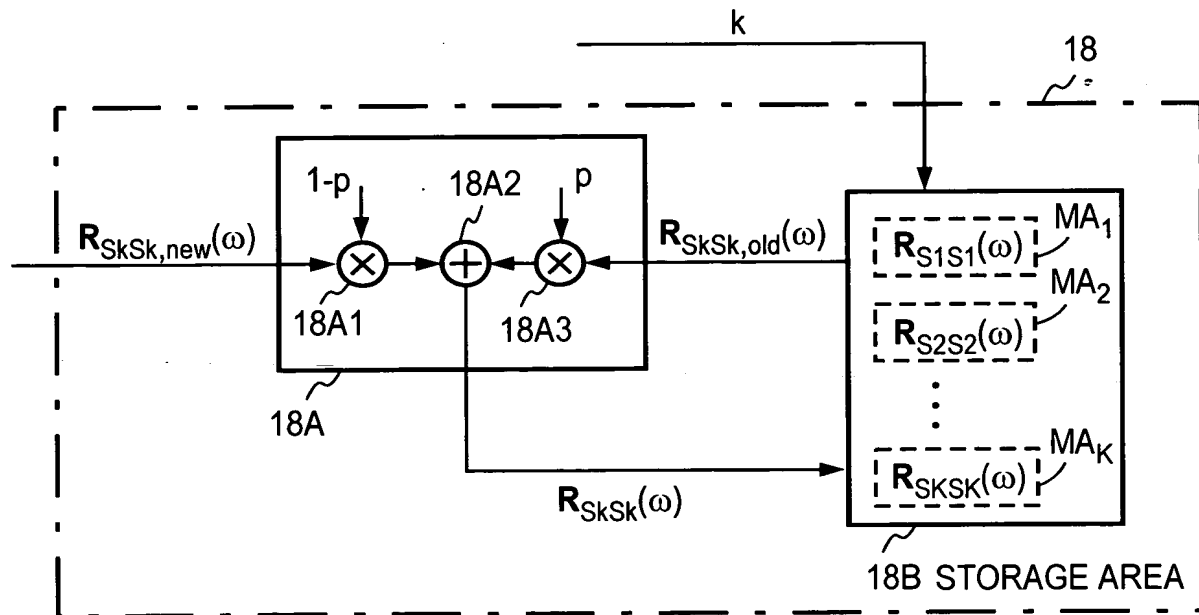 k
18
1-p
18A2
p
R_SkSk,new(ω)
R_SkSk,old(ω)
18A1
18A3
18A
R_SkSk(ω)
R_S1S1(ω)
MA_1
R_S2S2(ω)
MA_2
R_SKSK(ω)
MA_K
18B STORAGE AREA